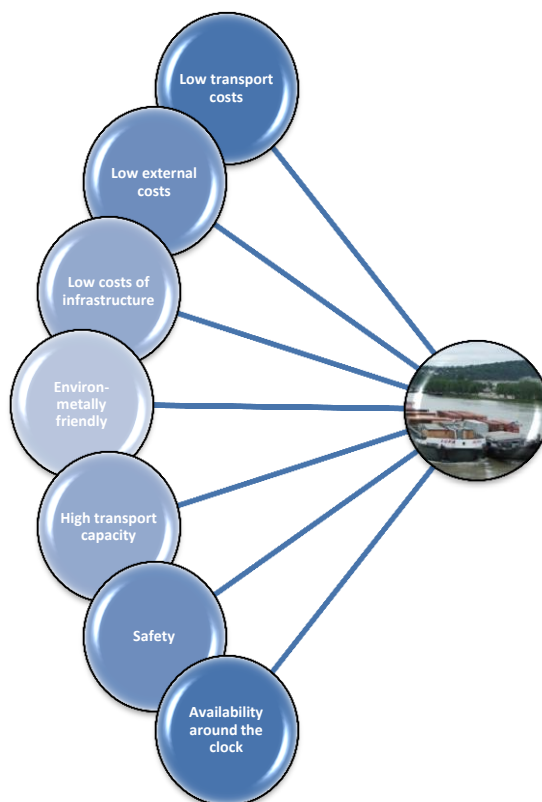 Low transport
costs
Low external
costs
Low costs of
infrastructure
Environ-
metally
friendly
High transport
capacity
Safety
Availability
around the
clock